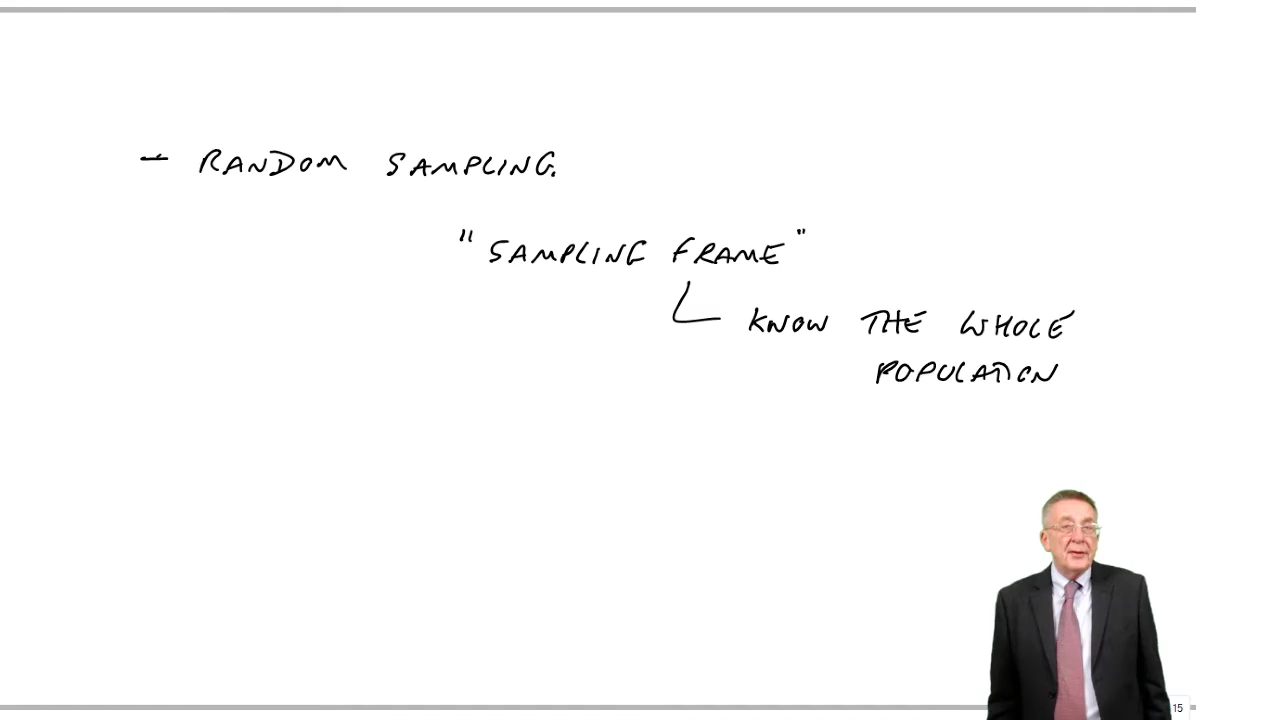 - RANDOM SAMPLING.
"SAMPLING FRAME"
KNOW THE WHOLE
POPULATION
15